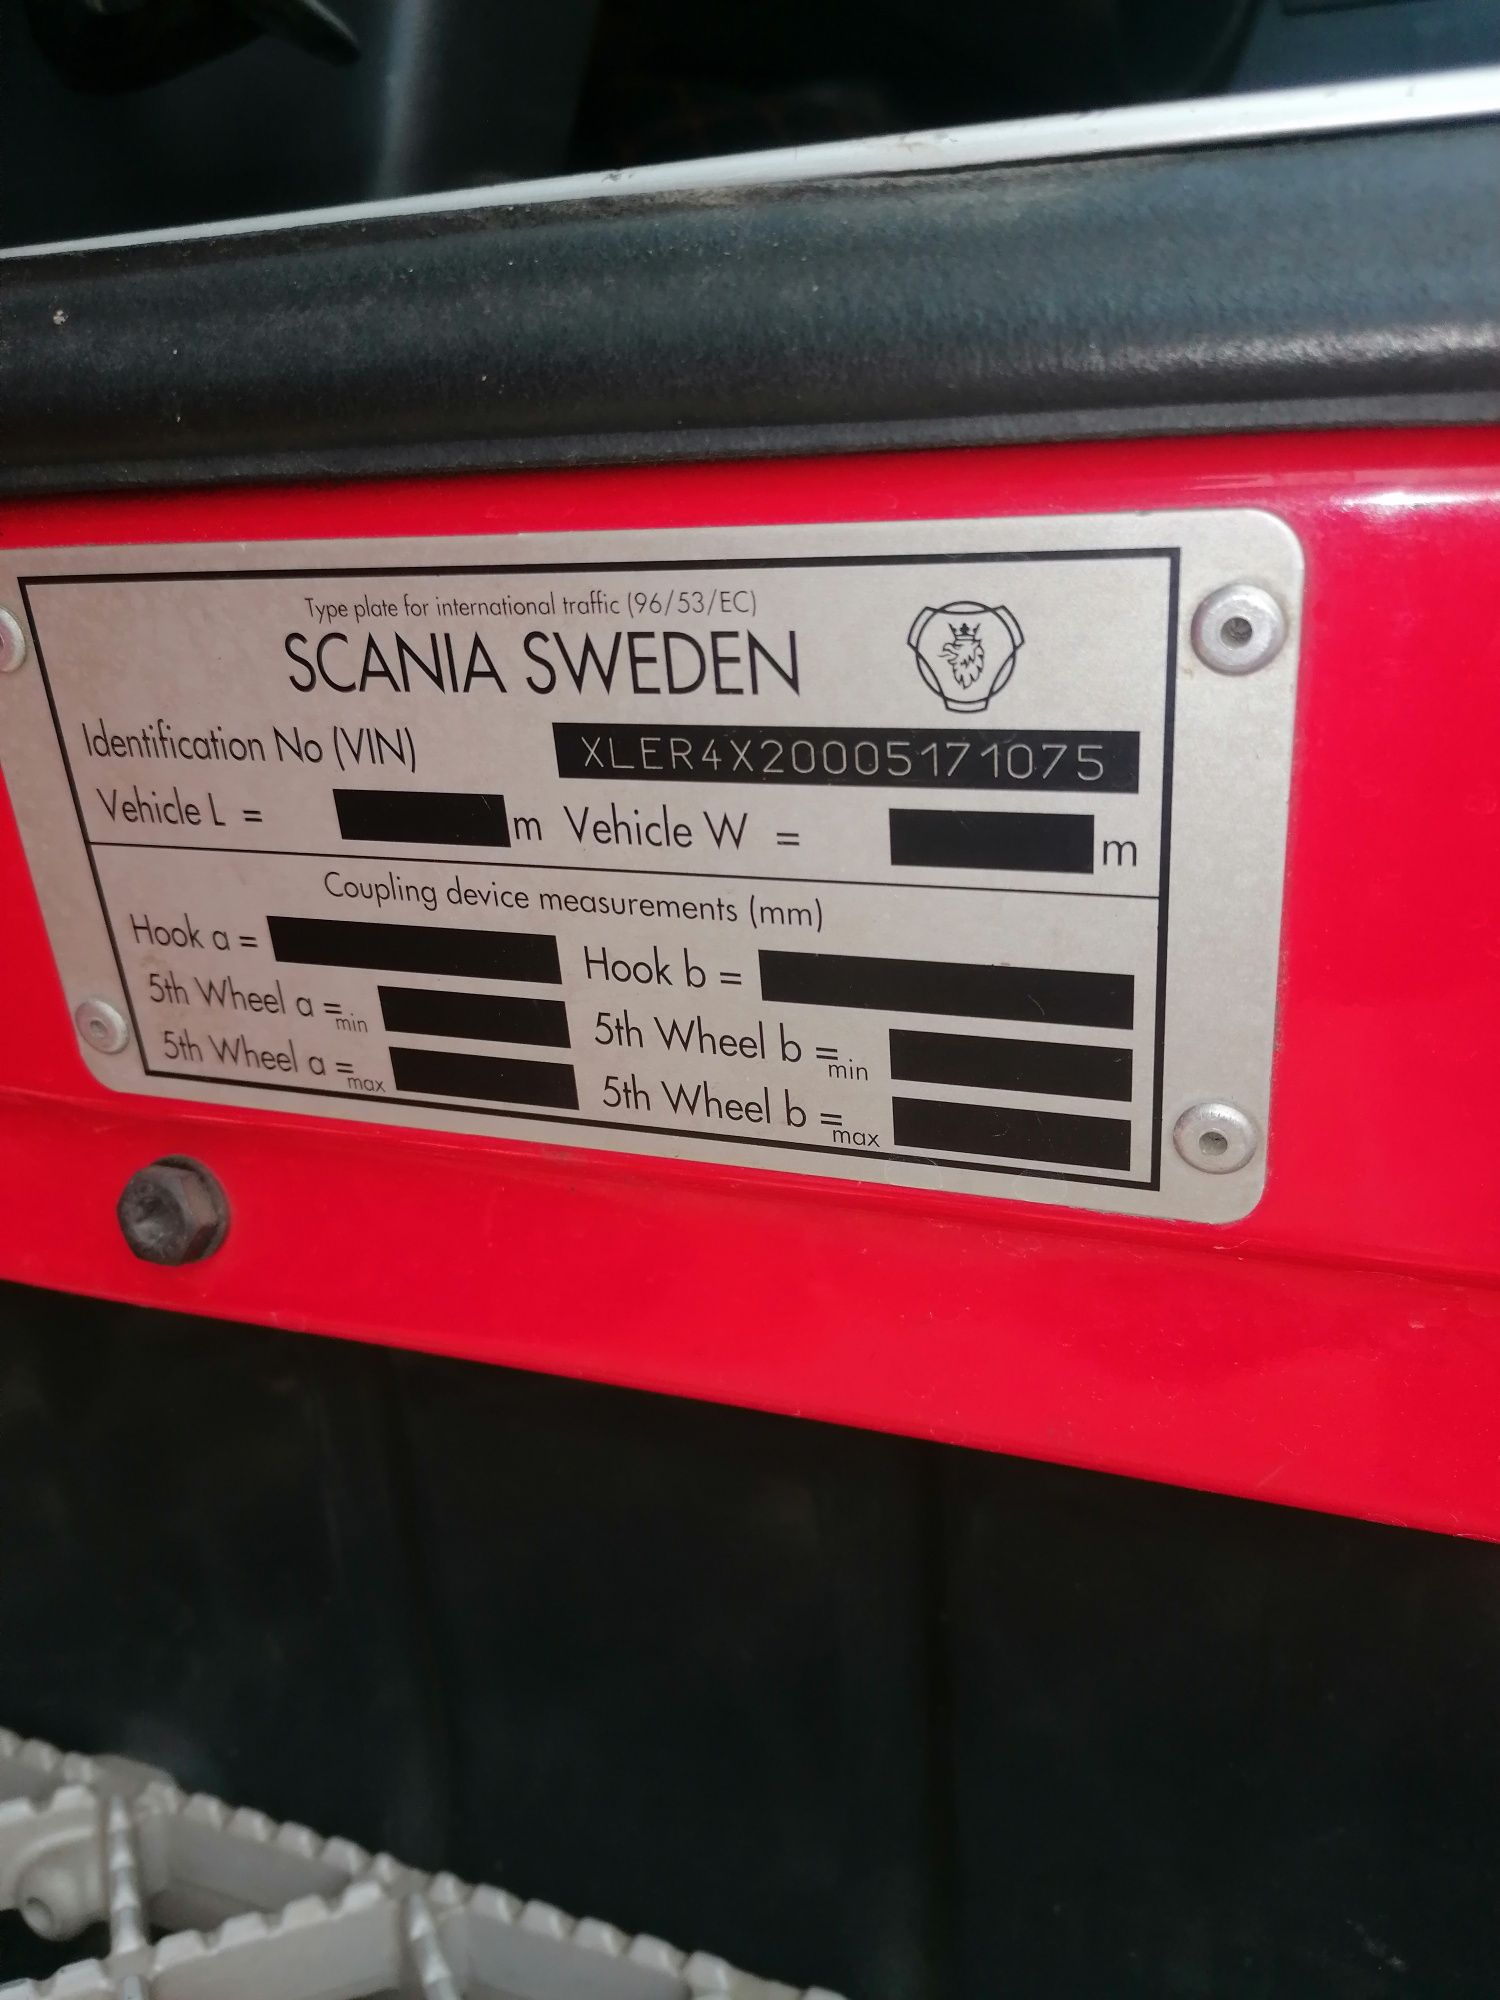 Type plate for international traffic (96/53/EC)
SCANIA SWEDEN
Identification No (VIN) XLER4X20005171075
Vehicle L = m Vehicle W = m
Coupling device measurements (mm)
Hook a = Hook b =
5th Wheel a =min 5th Wheel b =min
5th Wheel a =max 5th Wheel b =max